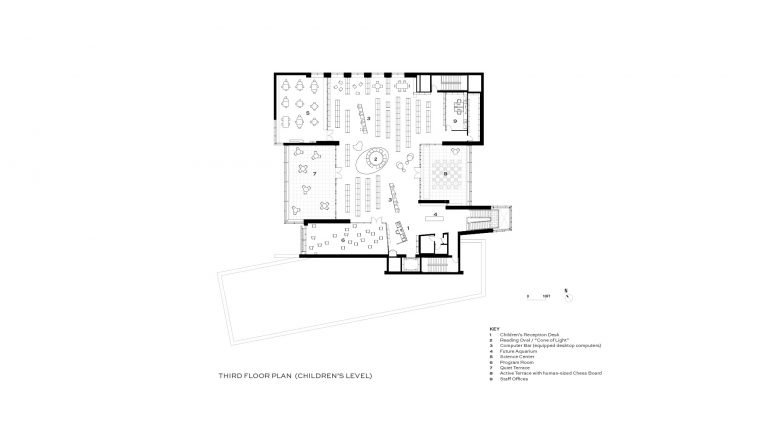 5
3
9
2
7
8
3
4
1
6
N
0 10FT
KEY
1 Children's Reception Desk
2 Reading Oval / "Cone of Light"
3 Computer Bar (equipped desktop computers)
4 Future Aquarium
5 Science Center
6 Program Room
7 Quiet Terrace
8 Active Terrace with human-sized Chess Board
9 Staff Offices
THIRD FLOOR PLAN (CHILDREN'S LEVEL)